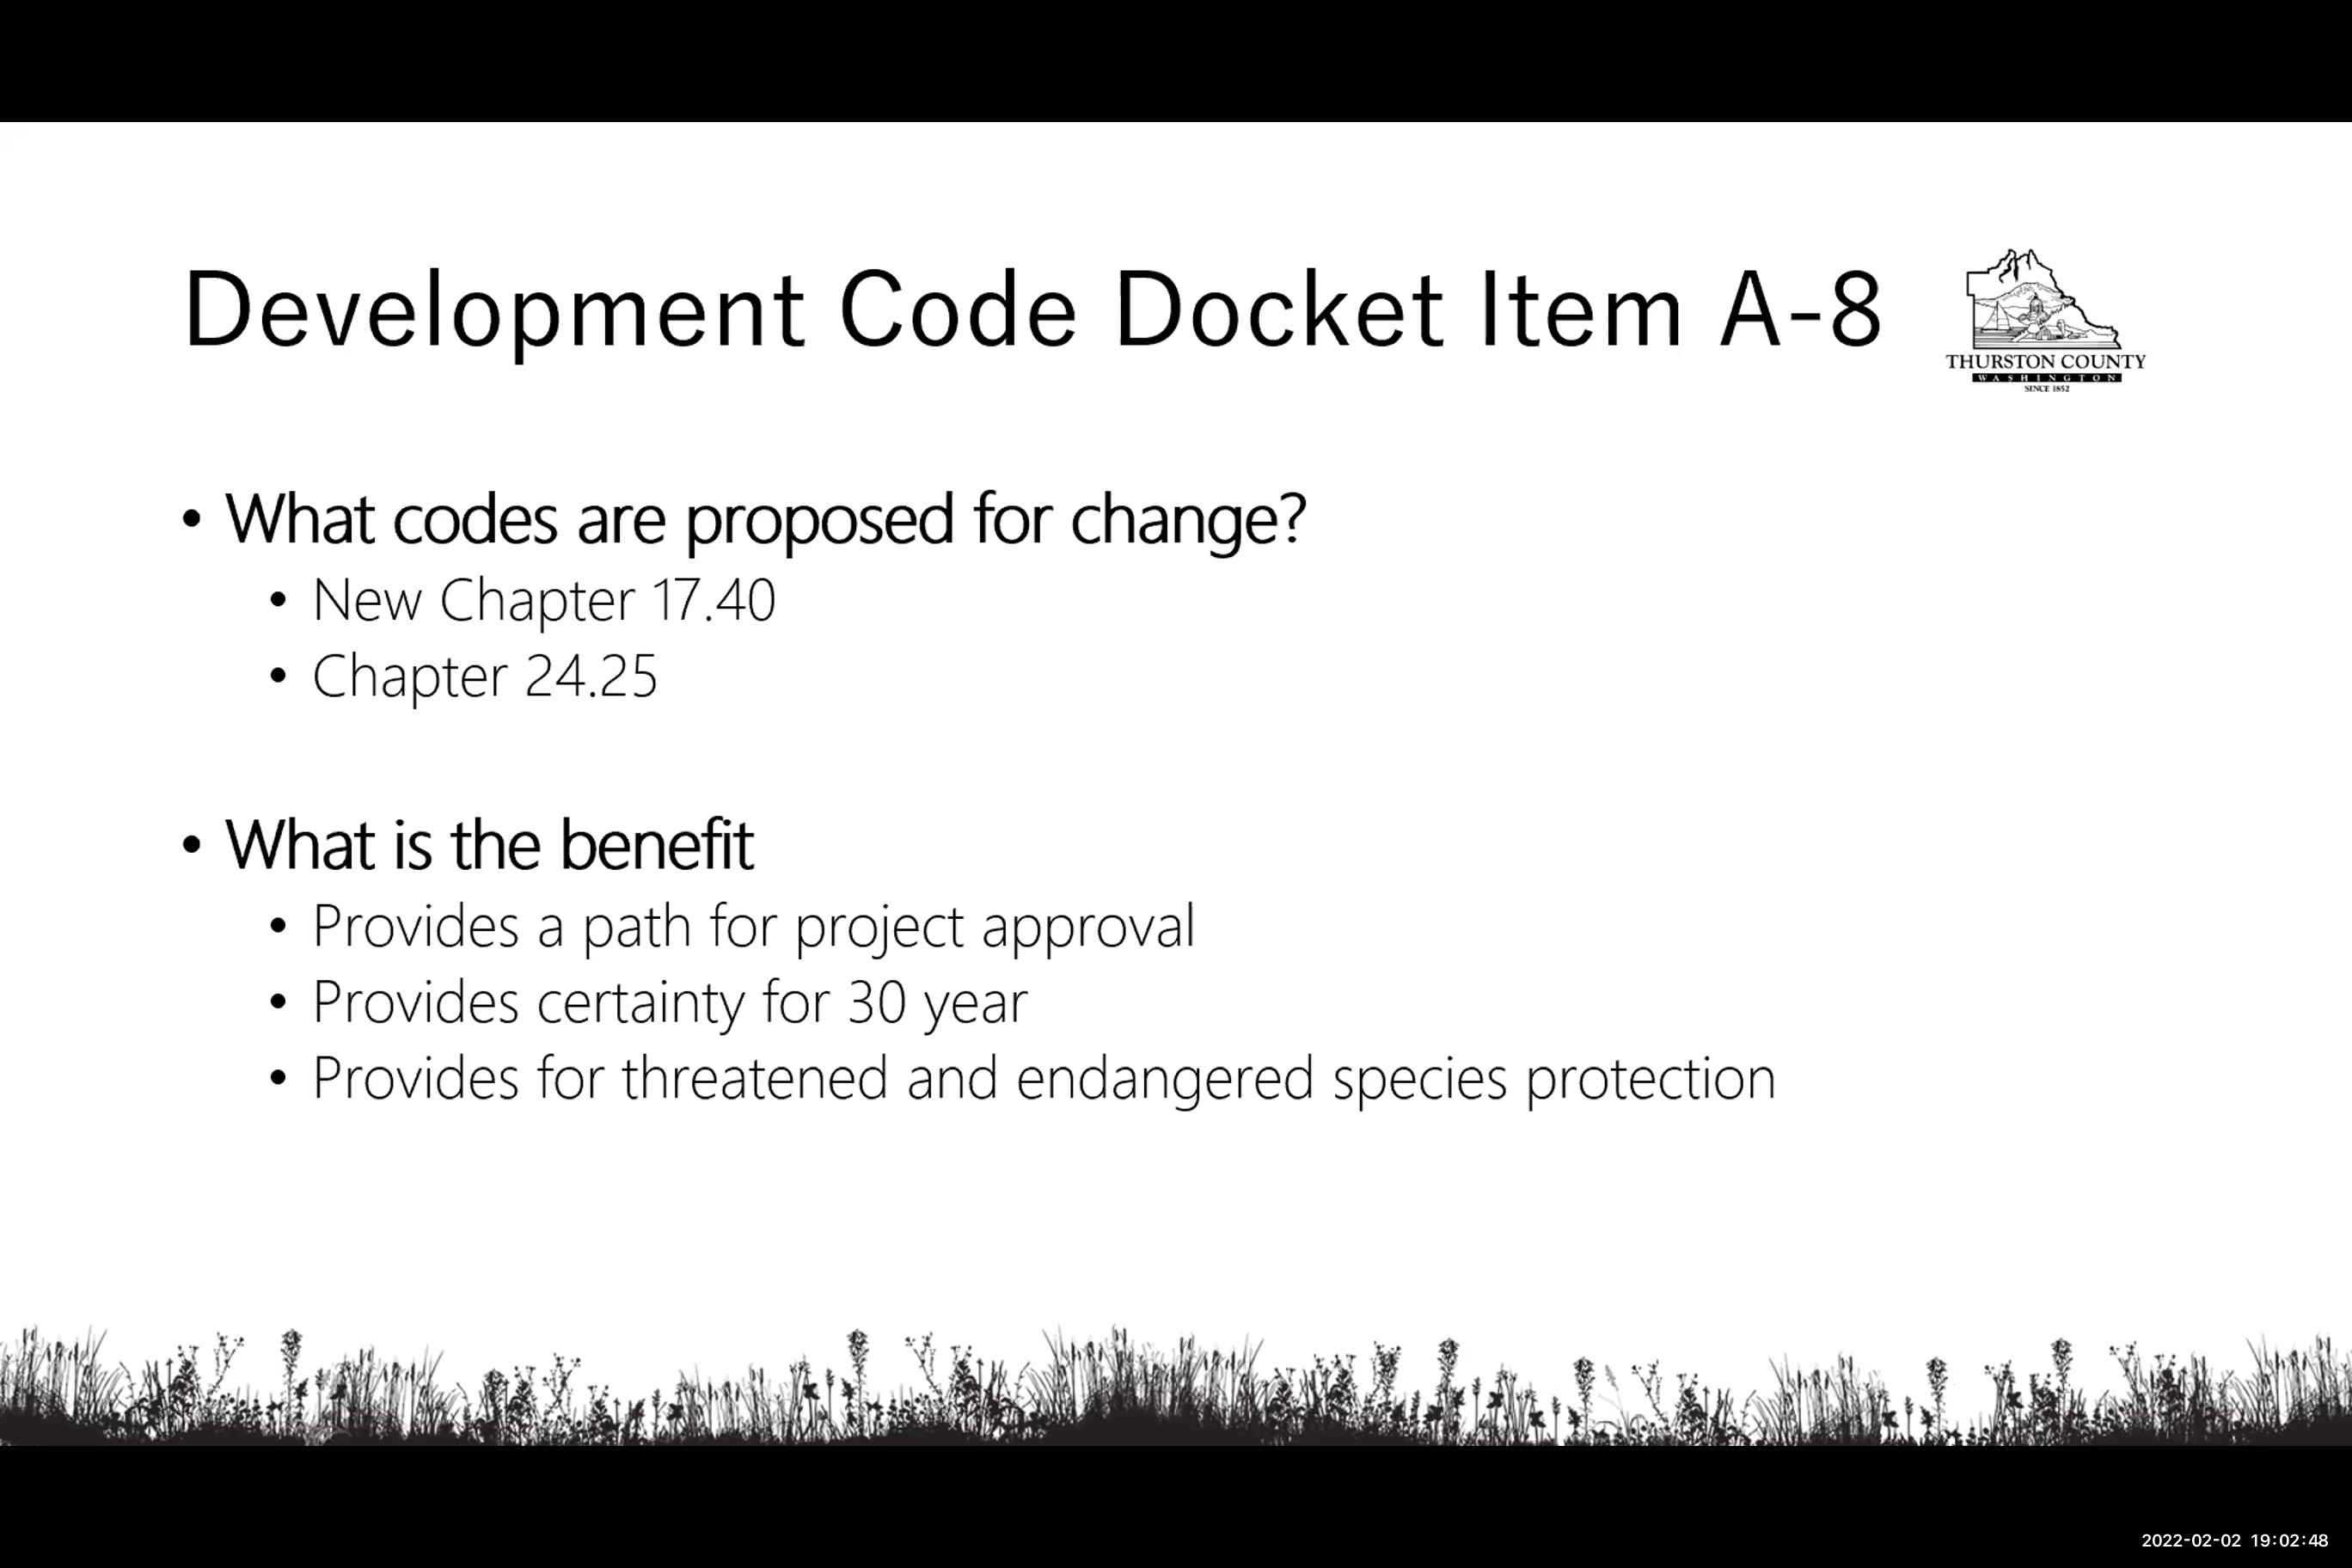 Development Code Docket Item A-8
THURSTON COUNTY
WASHINGTON
SINCE 1852
• What codes are proposed for change?
• New Chapter 17.40
• Chapter 24.25
• What is the benefit
• Provides a path for project approval
• Provides certainty for 30 year
• Provides for threatened and endangered species protection
2022-02-02 19:02:48